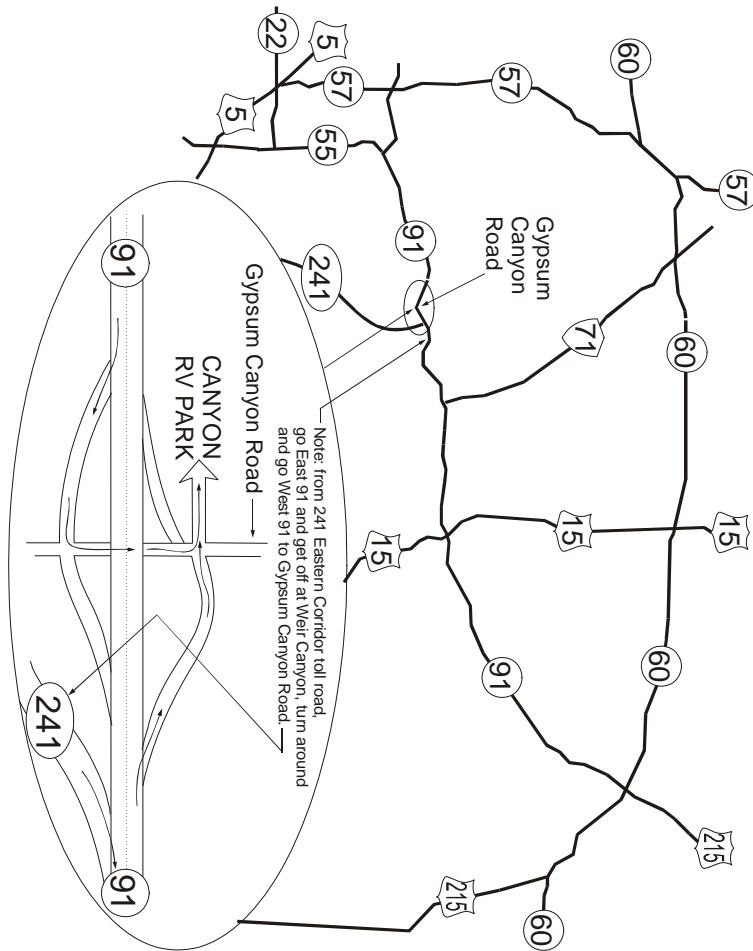 57
15
215
60
60
60
71
15
Gypsum
Canyon
Road
60
57
91
215
91
15
57
55
5
241
22
Note: from 241 Eastern Corridor toll road,
go East 91 and get off at Weir Canyon, turn around
and go West 91 to Gypsum Canyon Road.
5
Gypsum Canyon Road
CANYON
RV PARK
91
91
241